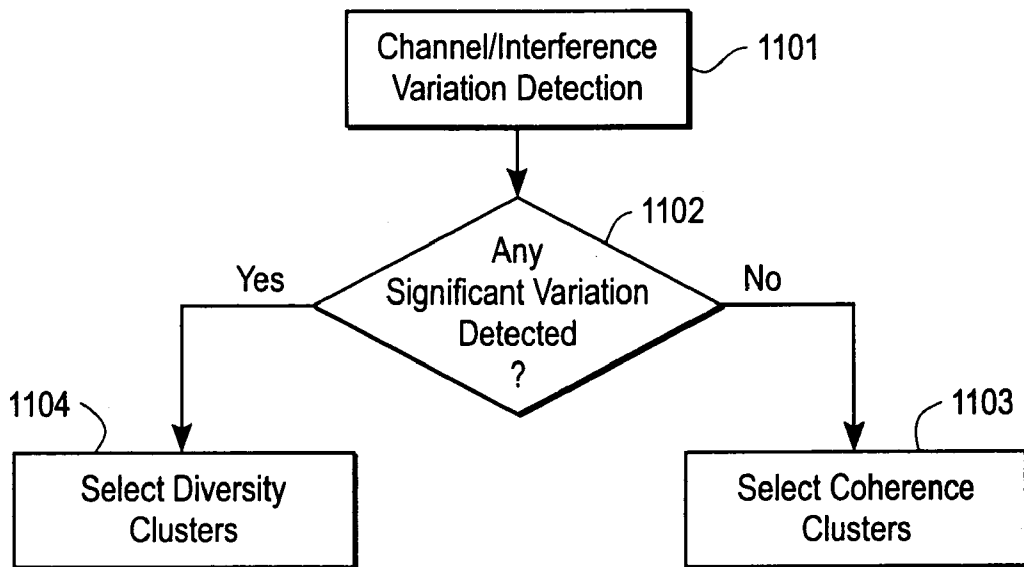 Channel/Interference
Variation Detection
1101
1102
Any
Significant Variation
Detected
?
Yes
No
1104
1103
Select Diversity
Clusters
Select Coherence
Clusters